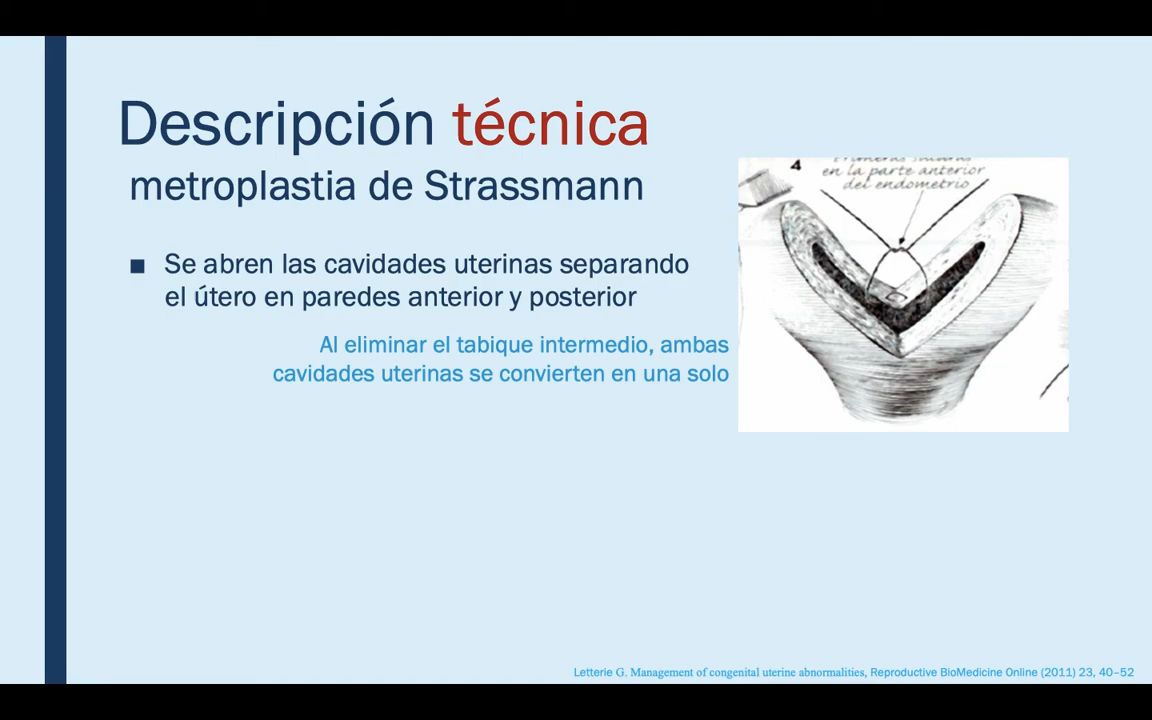 Descripción técnica
metroplastia de Strassmann
■ Se abren las cavidades uterinas separando
el útero en paredes anterior y posterior
Al eliminar el tabique intermedio, ambas
cavidades uterinas se convierten en una solo
4
en la parte anterior
del endometrio
Letterie G. Management of congenital uterine abnormalities, Reproductive BioMedicine Online (2011) 23, 40–52